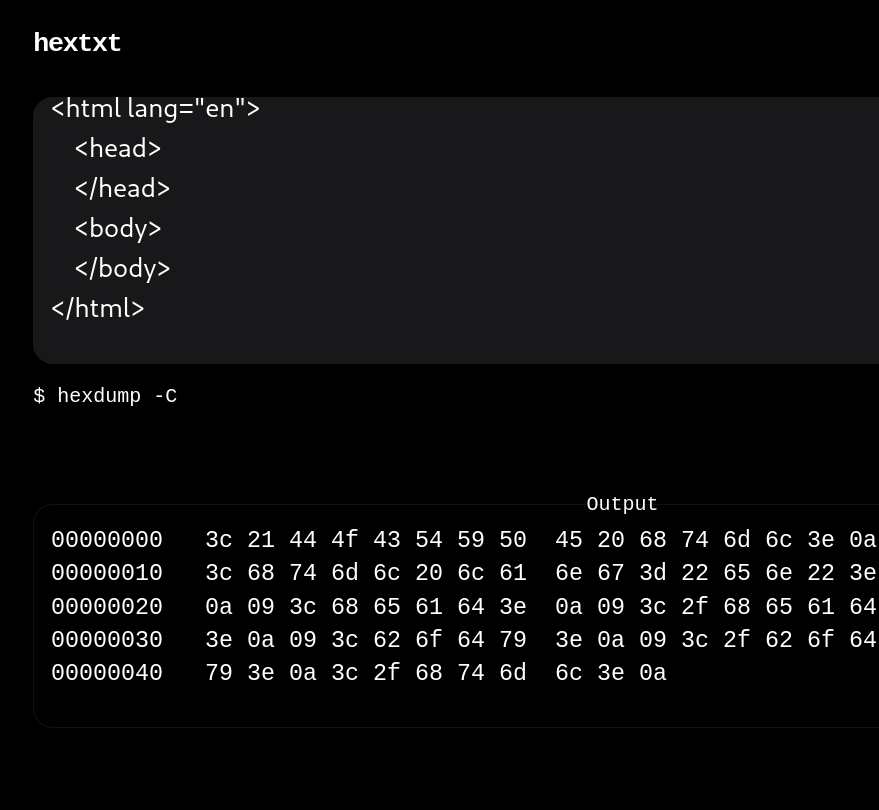 hextxt
<html lang="en">
<head>
</head>
<body>
</body>
</html>
$ hexdump -C
Output
00000000 3c 21 44 4f 43 54 59 50 45 20 68 74 6d 6c 3e 0a
00000010 3c 68 74 6d 6c 20 6c 61 6e 67 3d 22 65 6e 22 3e
00000020 0a 09 3c 68 65 61 64 3e 0a 09 3c 2f 68 65 61 64
00000030 3e 0a 09 3c 62 6f 64 79 3e 0a 09 3c 2f 62 6f 64
00000040 79 3e 0a 3c 2f 68 74 6d 6c 3e 0a